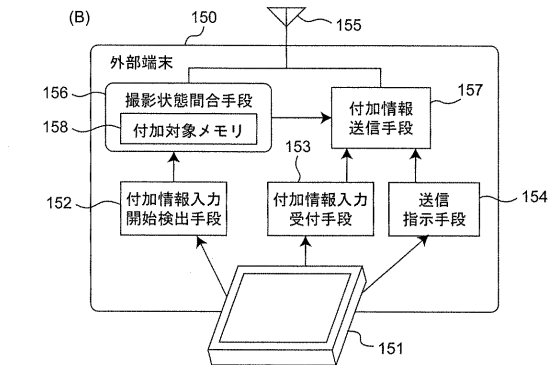 (B)
150
155
外部端末
156
撮影状態間合手段
157
158
付加対象メモリ
付加情報
送信手段
153
152
付加情報入力
開始検出手段
付加情報入力
受付手段
送信
指示手段
154
151